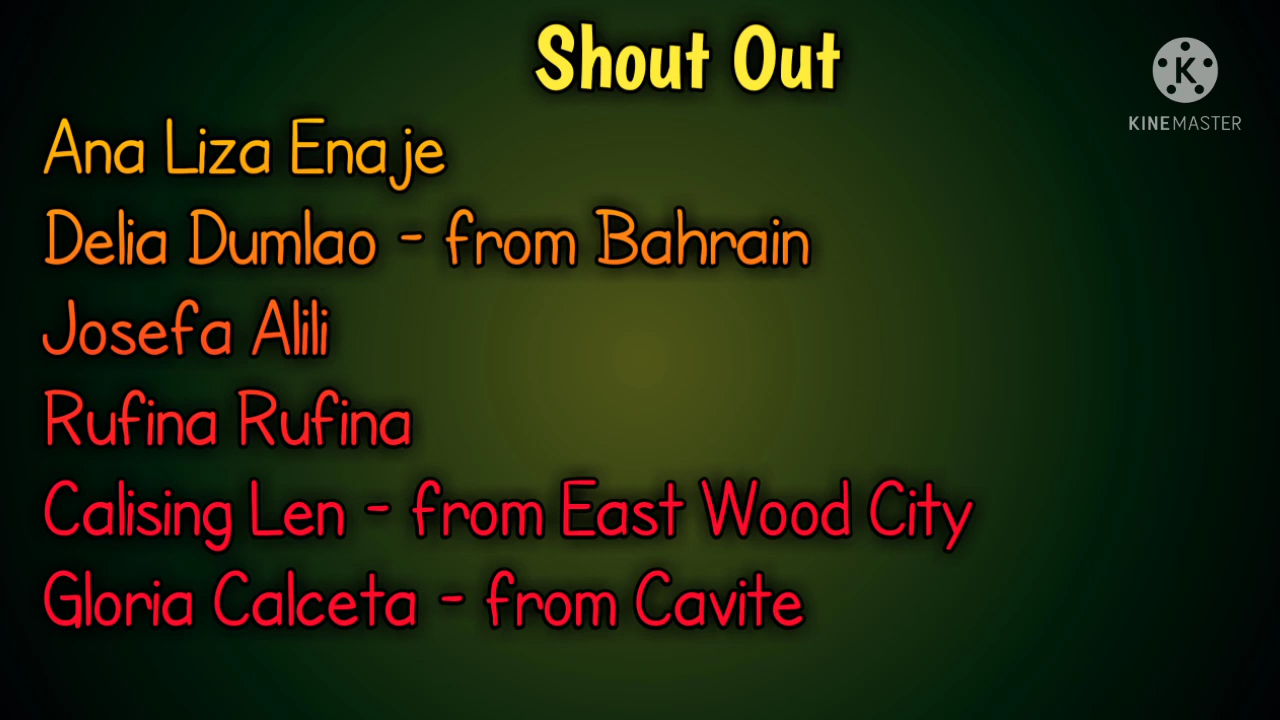 Shout Out
KINEMASTER
Ana Liza Enaje
Delia Dumlao - from Bahrain
Josefa Alili
Rufina Rufina
Calising Len - from East Wood City
Gloria Calceta - from Cavite